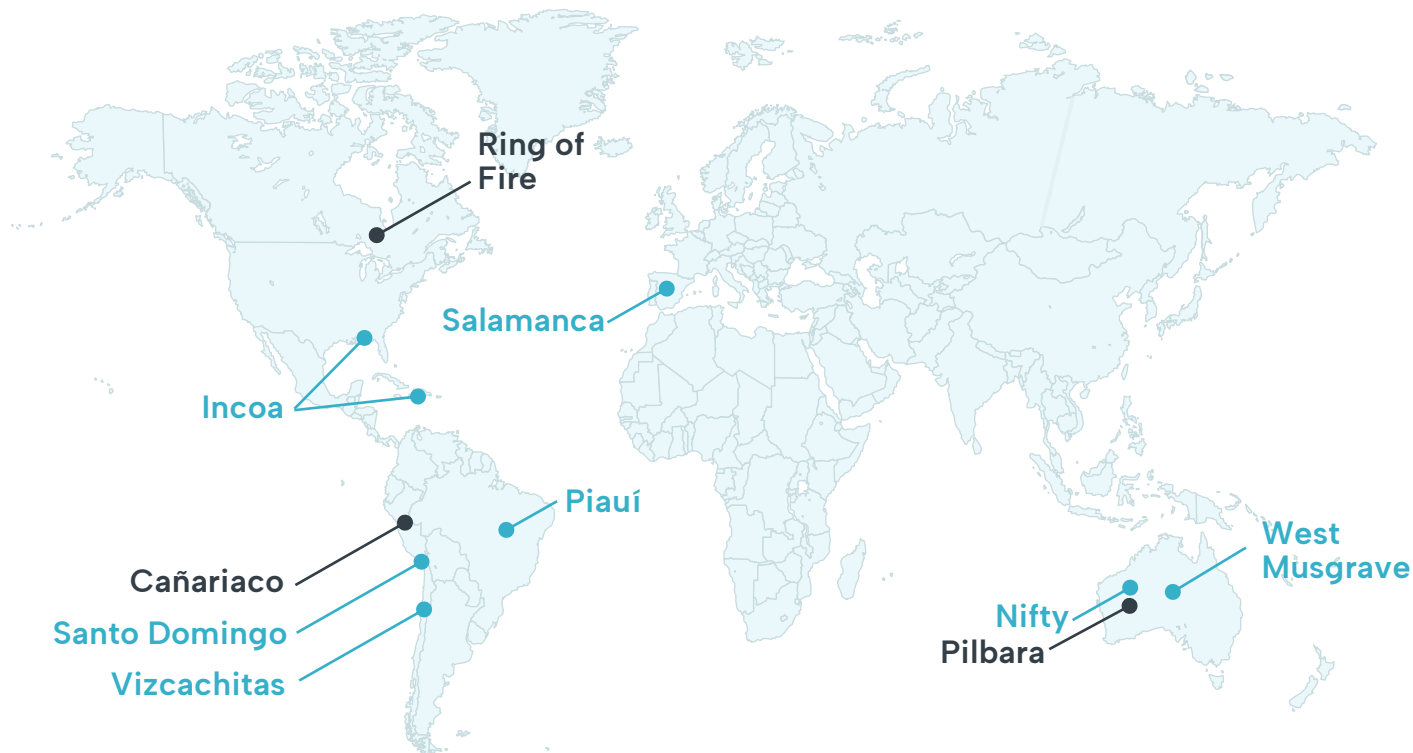 Ring of
Fire
Salamanca
Incoa
Piauí
West
Musgrave
Cañariaco
Nifty
Santo Domingo
Pilbara
Vizcachitas